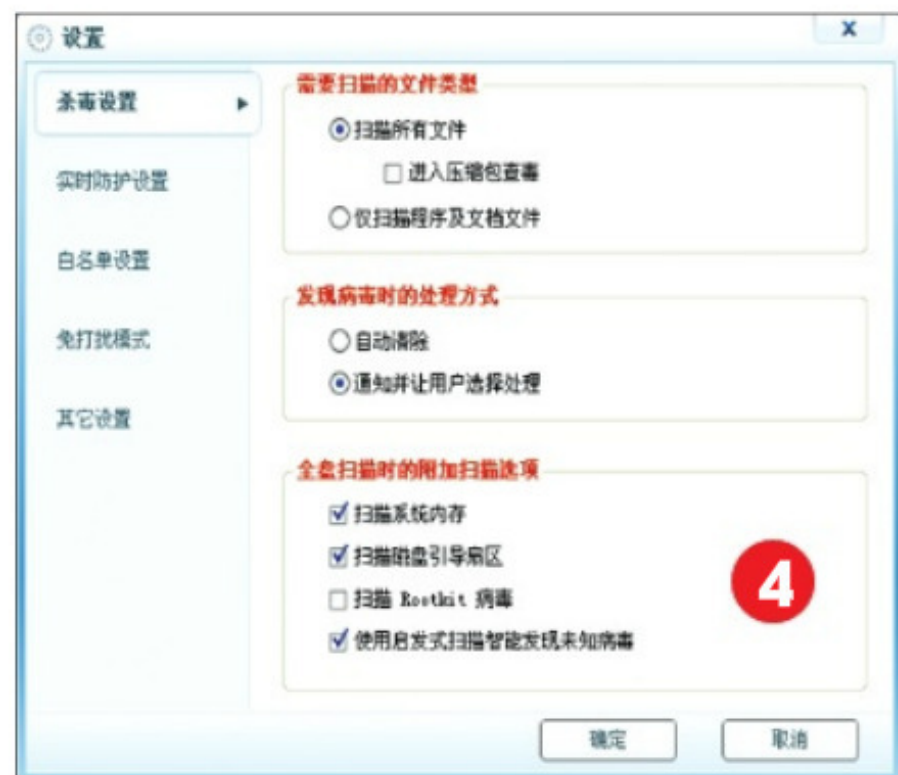 设置
X
杀毒设置
实时防护设置
白名单设置
免打扰模式
其它设置
需要扫描的文件类型
扫描所有文件
进入压缩包查毒
仅扫描程序及文档文件
发现病毒时的处理方式
自动清除
通知并让用户选择处理
全盘扫描时的附加扫描选项
扫描系统内存
扫描磁盘引导扇区
扫描 Rootkit 病毒
使用启发式扫描智能发现未知病毒
4
确定
取消